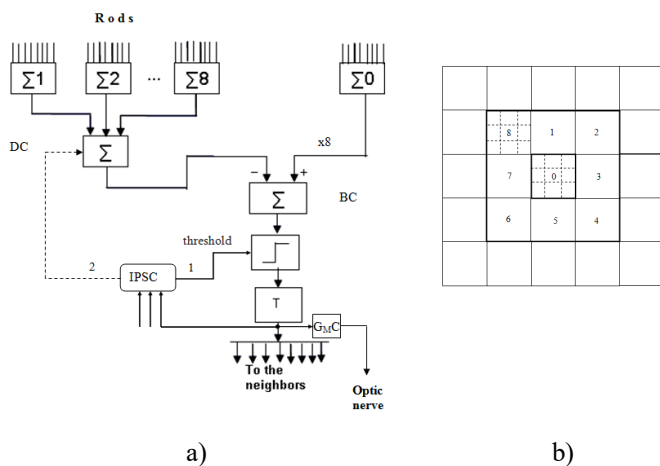 Rods
Σ1
Σ2
...
Σ8
Σ0
DC
Σ
x8
−
+
Σ
BC
threshold
2
IPSC
1
T
GMC
To the
neighbors
Optic
nerve
8
1
2
7
0
3
6
5
4
a)
b)